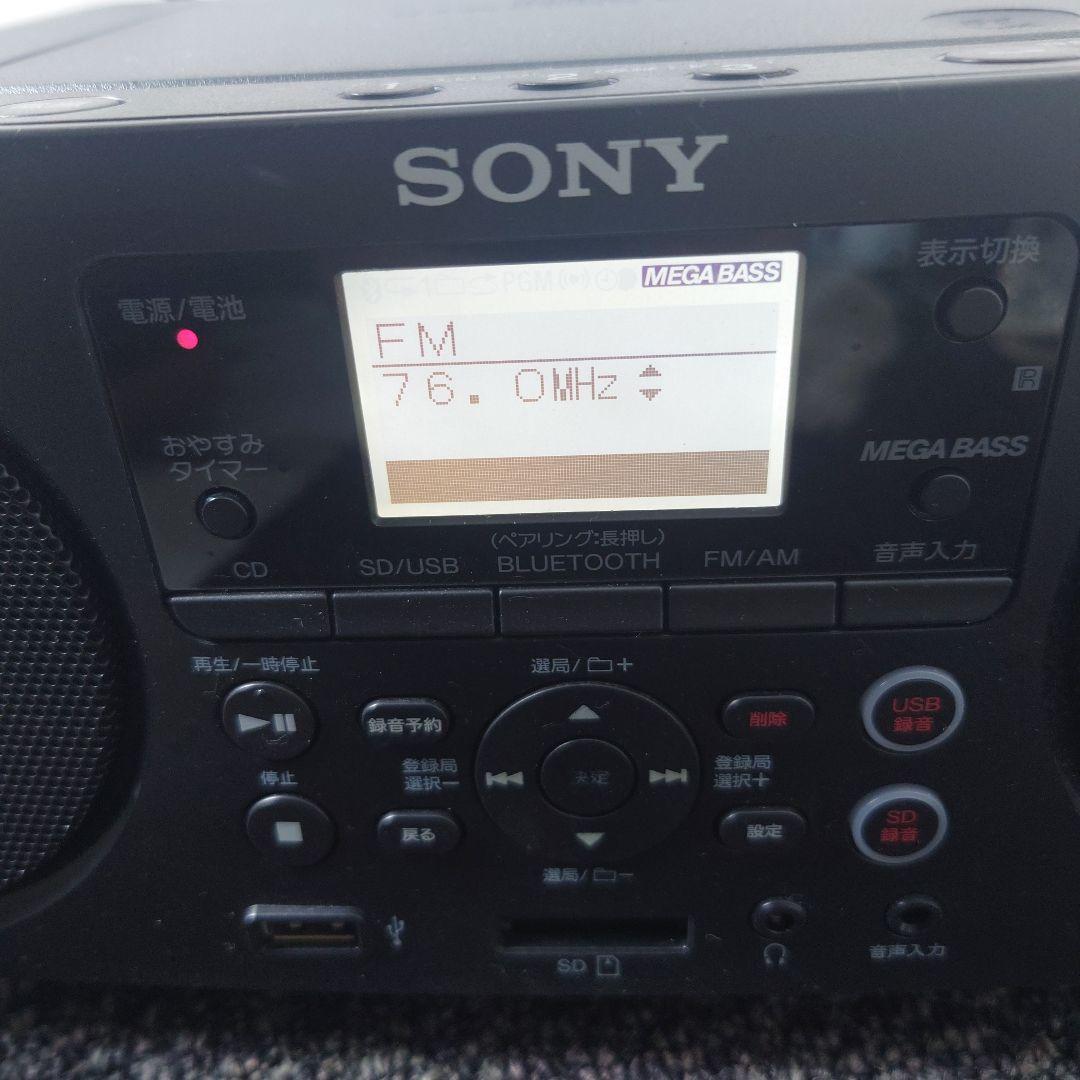 1 2 3
SONY
表示切換
電源/電池
PGM MEGA BASS
FM
76.0MHz
R
おやすみ
タイマー
MEGA BASS
(ペアリング:長押し)
CD SD/USB BLUETOOTH FM/AM 音声入力
再生/一時停止
選局/ +
録音予約
削除
USB
録音
停止
登録局
選択−
決定
登録局
選択+
戻る
設定
SD
録音
選局/ −
SD
音声入力